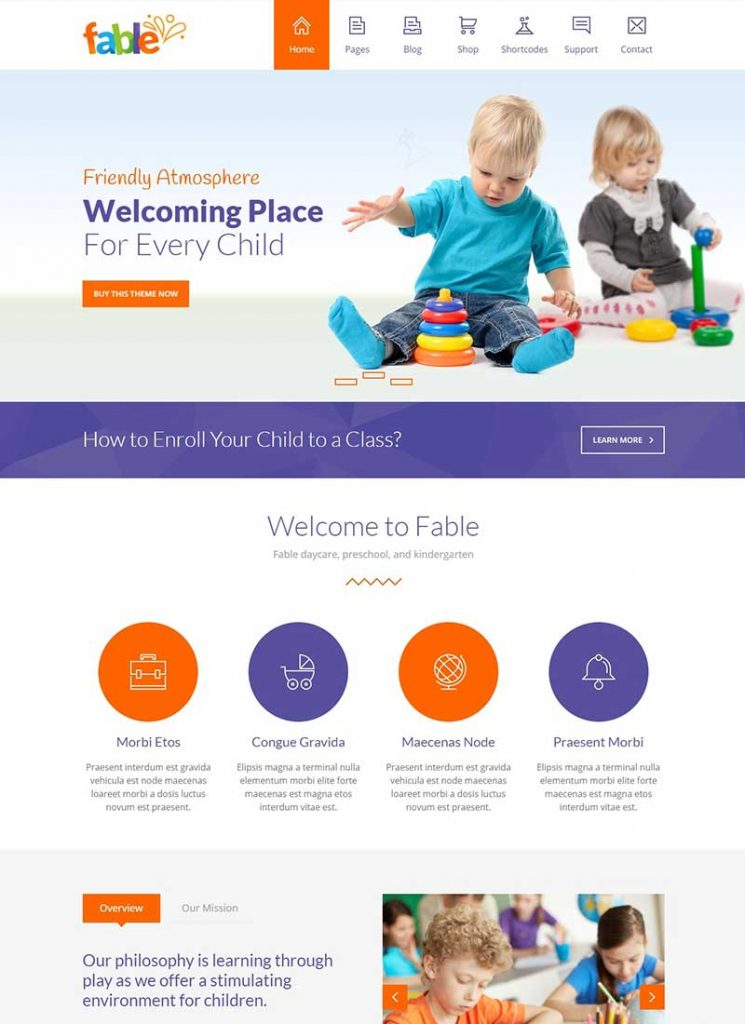 fable
Home
Pages
Blog
Shop
Shortcodes
Support
Contact
Friendly Atmosphere
Welcoming Place
For Every Child
BUY THIS THEME NOW
How to Enroll Your Child to a Class?
LEARN MORE
Welcome to Fable
Fable daycare, preschool, and kindergarten
Morbi Etos
Praesent interdum est gravida
vehicula est node maecenas
loareet morbi a dosis luctus
novum est praesent.
Congue Gravida
Elipsis magna a terminal nulla
elementum morbi elite forte
maecenas est magna etos
interdum vitae est.
Maecenas Node
Praesent interdum est gravida
vehicula est node maecenas
loareet morbi a dosis luctus
novum est praesent.
Praesent Morbi
Elipsis magna a terminal nulla
elementum morbi elite forte
maecenas est magna etos
interdum vitae est.
Overview
Our Mission
Our philosophy is learning through
play as we offer a stimulating
environment for children.